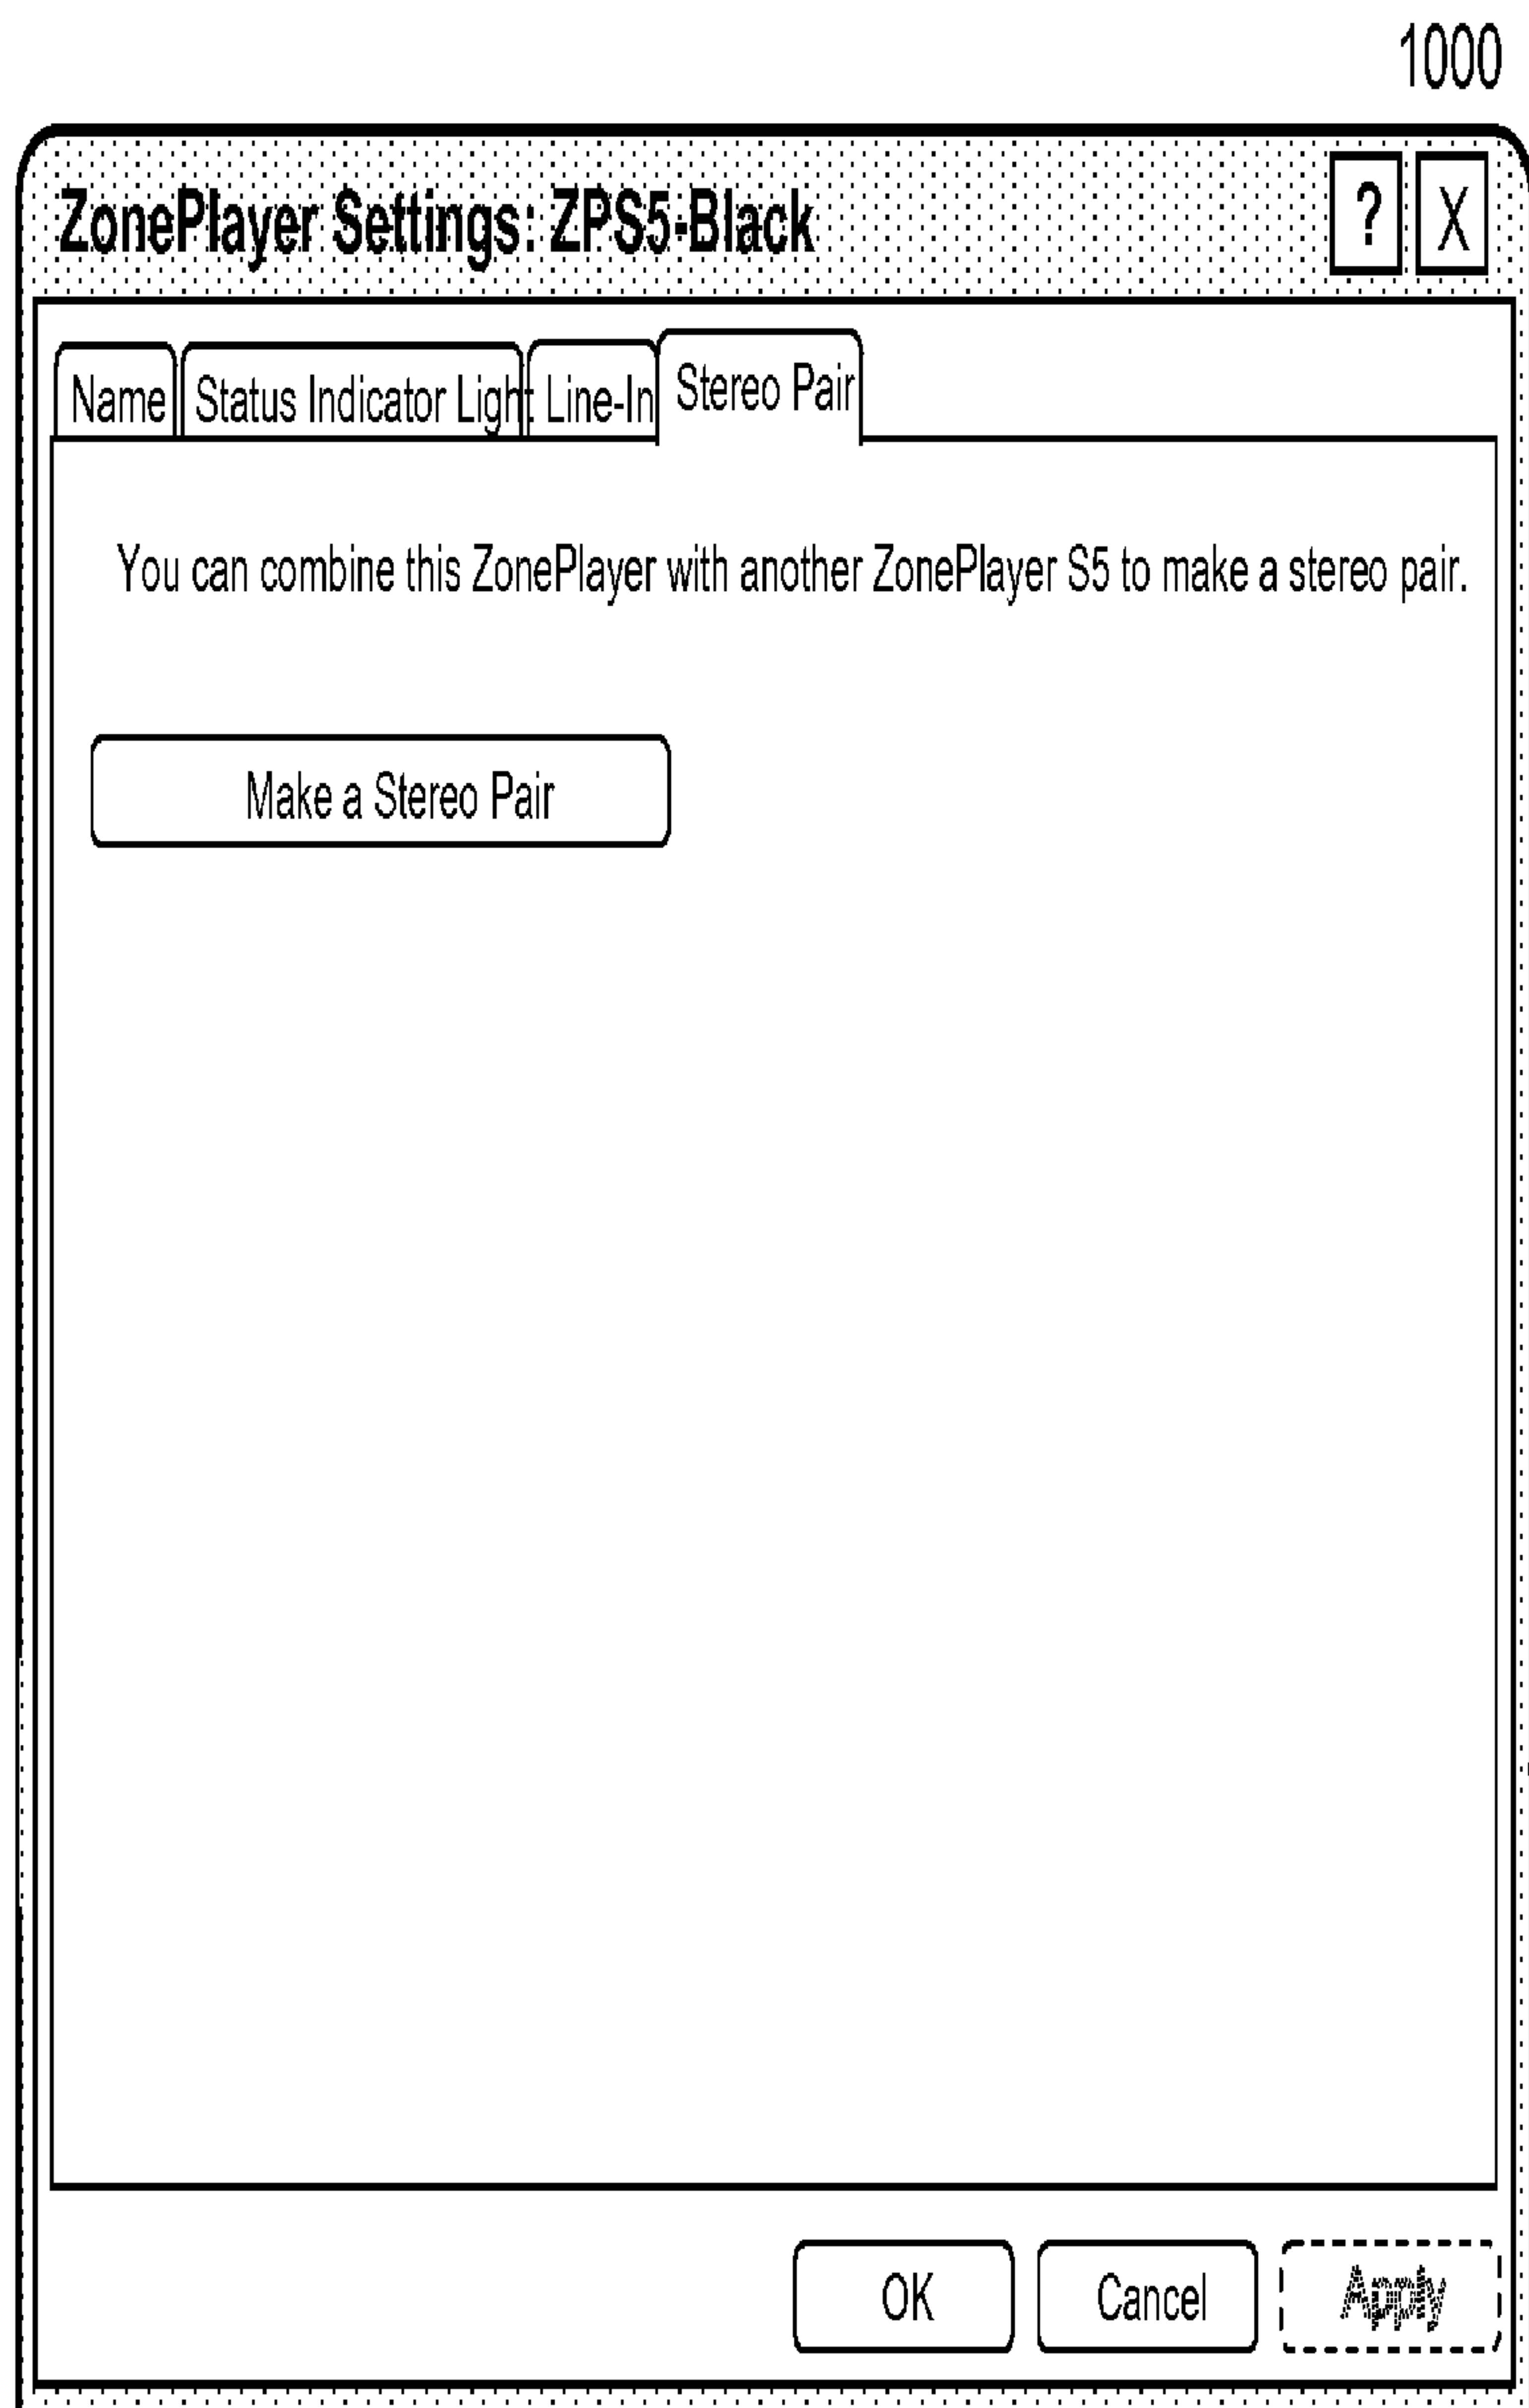 1000
ZonePlayer Settings: ZPS5-Black ? X
Name Status Indicator Light Line-In Stereo Pair
You can combine this ZonePlayer with another ZonePlayer S5 to make a stereo pair.
Make a Stereo Pair
OK Cancel Apply